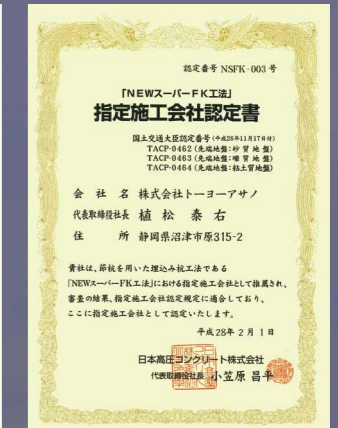 認定番号 NSFK-003 号
「NEWスーパーFK工法」
指定施工会社認定書
国土交通大臣認定番号(平成26年11月17日付)
TACP-0462(先端地盤:砂質地盤)
TACP-0463(先端地盤:礫質地盤)
TACP-0464(先端地盤:粘土質地盤)
会社名 株式会社トーヨーアサノ
代表取締役社長 植松泰右
住所 静岡県沼津市原315-2
貴社は、節杭を用いた埋込み杭工法である
「NEWスーパーFK工法」における指定施工会社として推薦され、
審査の結果、指定施工会社認定規定に適合しており、
ここに指定施工会社として認定いたします。
平成28年2月1日
日本高圧コンクリート株式会社
代表取締役社長 小笠原昌平